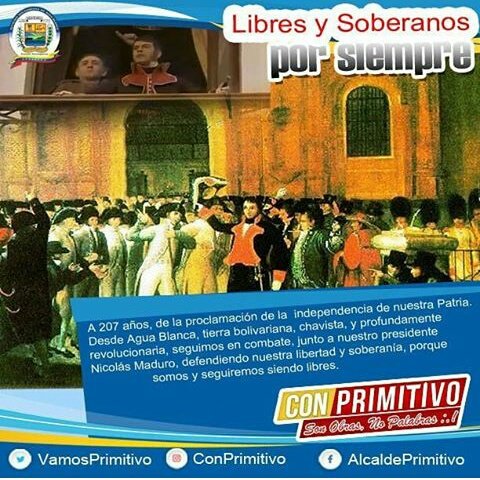 Libres y Soberanos
por siempre
A 207 años, de la proclamación de la independencia de nuestra Patria.
Desde Agua Blanca, tierra bolivariana, chavista, y profundamente
revolucionaria, seguimos en combate, junto a nuestro presidente
Nicolás Maduro, defendiendo nuestra libertad y soberanía, porque
somos y seguiremos siendo libres.
CON PRIMITIVO
Son Obras, No Palabras :.!
VamosPrimitivo ConPrimitivo AlcaldePrimitivo